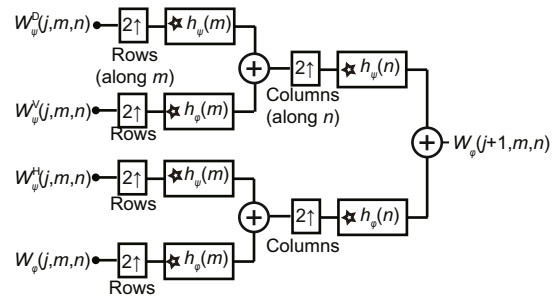 W_ψ^D(j,m,n) 2↑ ☆ h_ψ(m)
Rows
(along m)
+ 2↑ ☆ h_ψ(n)
Columns
(along n)
W_ψ^V(j,m,n) 2↑ ☆ h_φ(m)
Rows
+ W_φ(j+1,m,n)
W_ψ^H(j,m,n) 2↑ ☆ h_ψ(m)
Rows
+ 2↑ ☆ h_φ(n)
Columns
W_φ(j,m,n) 2↑ ☆ h_φ(m)
Rows